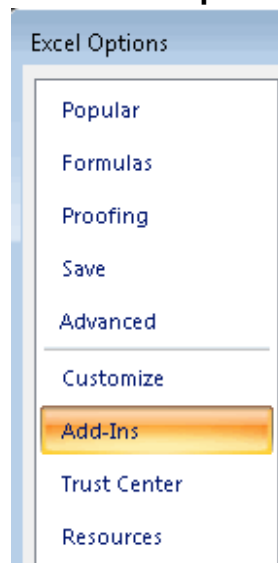 Excel Options
Popular
Formulas
Proofing
Save
Advanced
Customize
Add-Ins
Trust Center
Resources